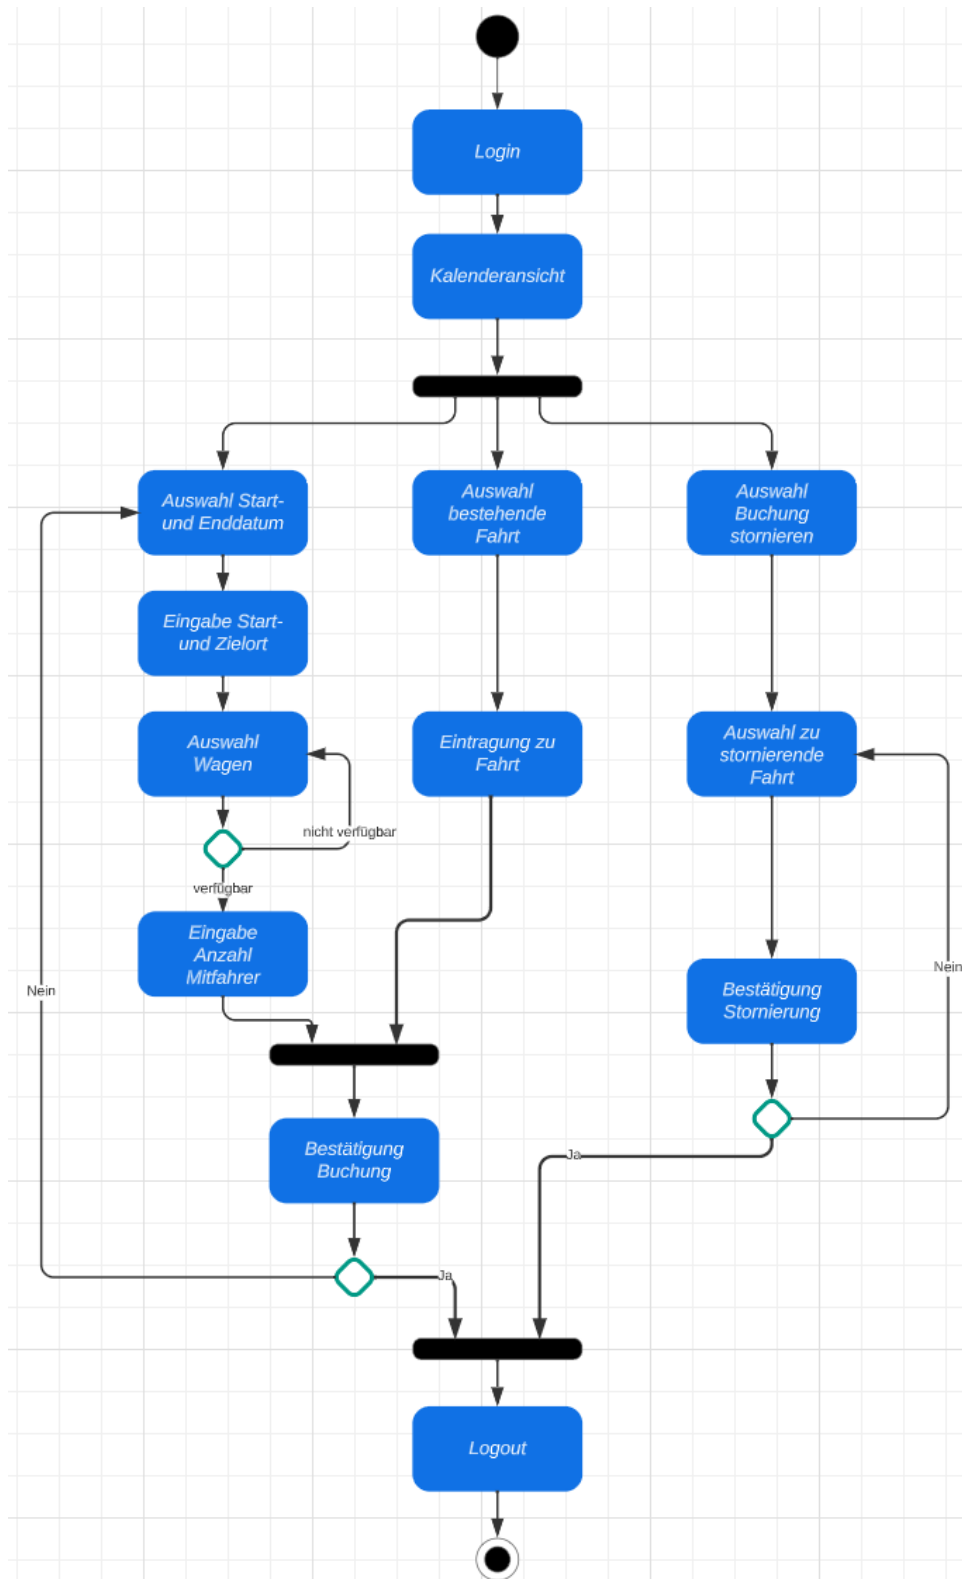 Login
Kalenderansicht
Auswahl Start-
und Enddatum
Auswahl
bestehende
Fahrt
Auswahl
Buchung
stornieren
Eingabe Start-
und Zielort
Auswahl
Wagen
Eintragung zu
Fahrt
Auswahl zu
stornierende
Fahrt
nicht verfügbar
verfügbar
Eingabe
Anzahl
Mitfahrer
Nein
Nein
Bestätigung
Stornierung
Bestätigung
Buchung
Ja
Ja
Logout